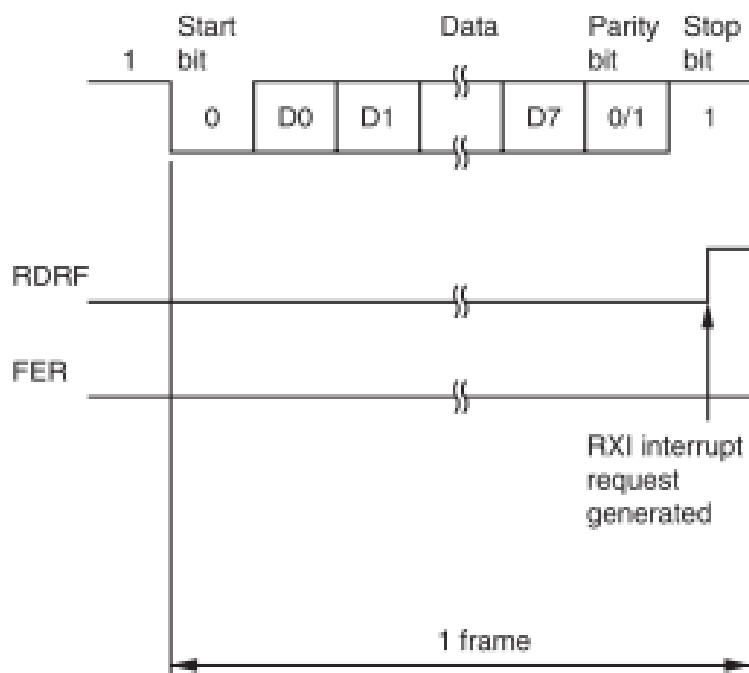 Start bit
Data
Parity bit
Stop bit
1
0
D0
D1
D7
0/1
1
RDRF
FER
RXI interrupt
request
generated
1 frame